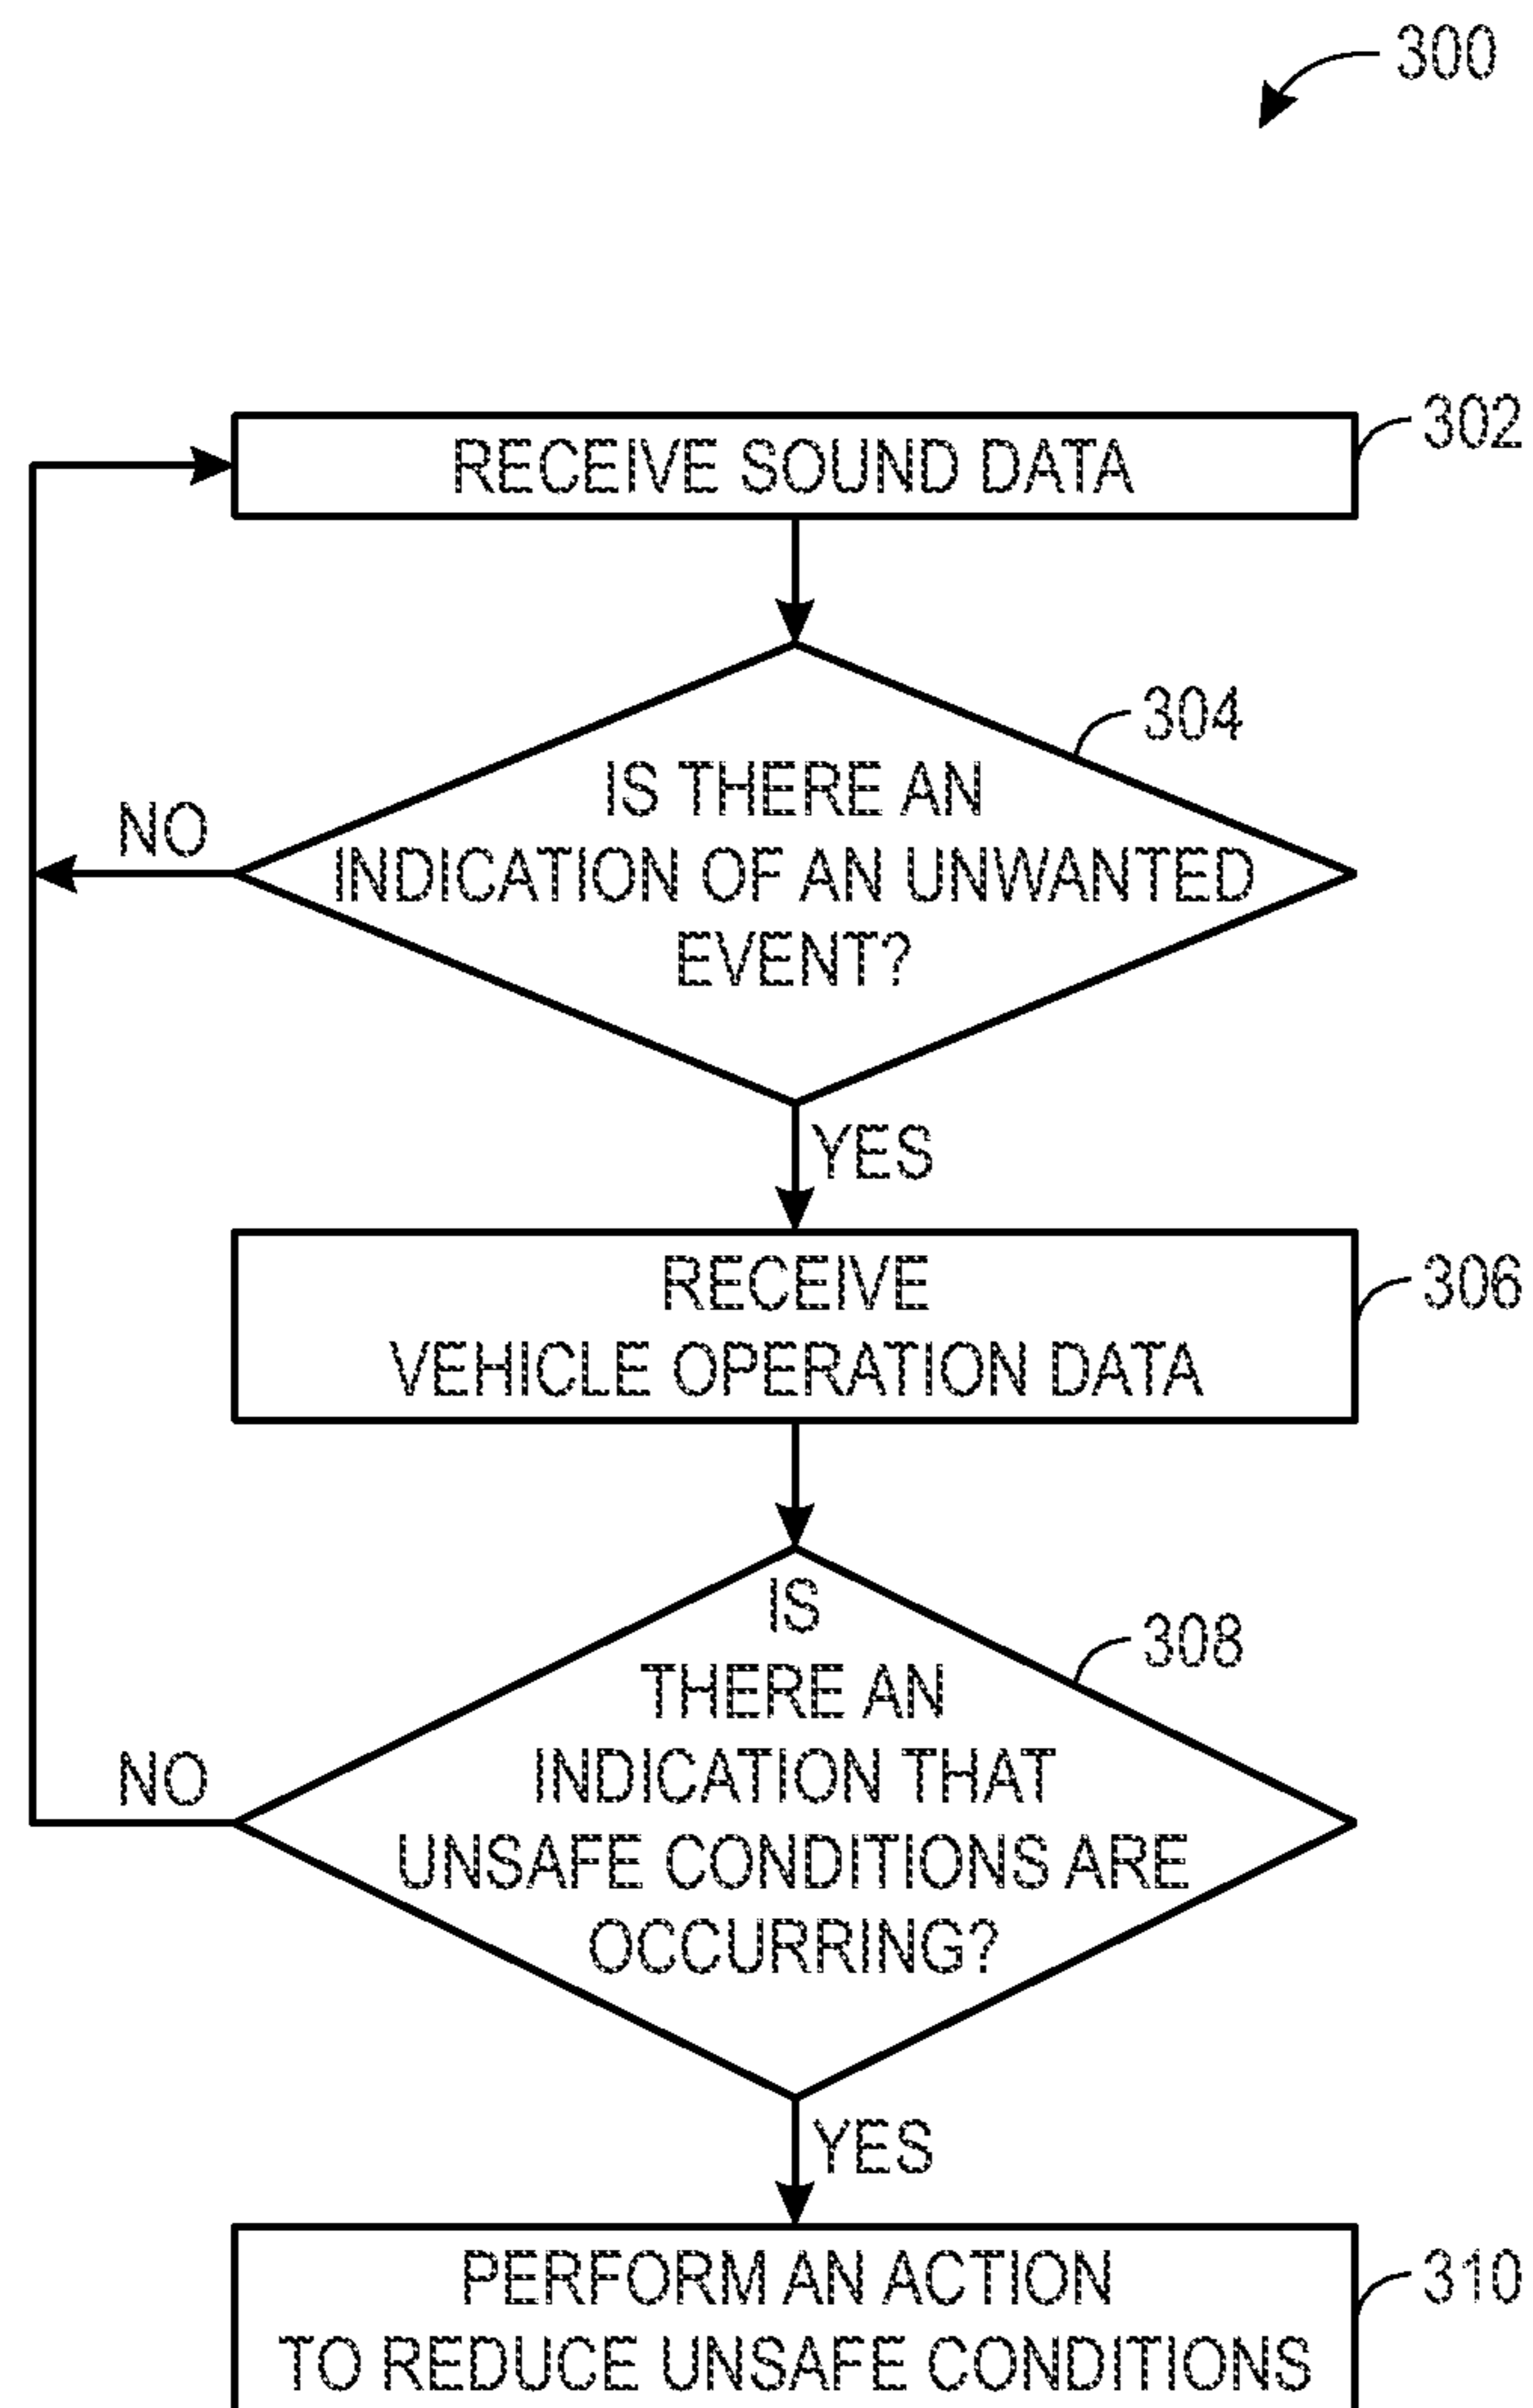 300
RECEIVE SOUND DATA
302
304
IS THERE AN
INDICATION OF AN UNWANTED
EVENT?
NO
YES
RECEIVE
VEHICLE OPERATION DATA
306
IS
THERE AN
INDICATION THAT
UNSAFE CONDITIONS ARE
OCCURRING?
308
NO
YES
PERFORM AN ACTION
TO REDUCE UNSAFE CONDITIONS
310